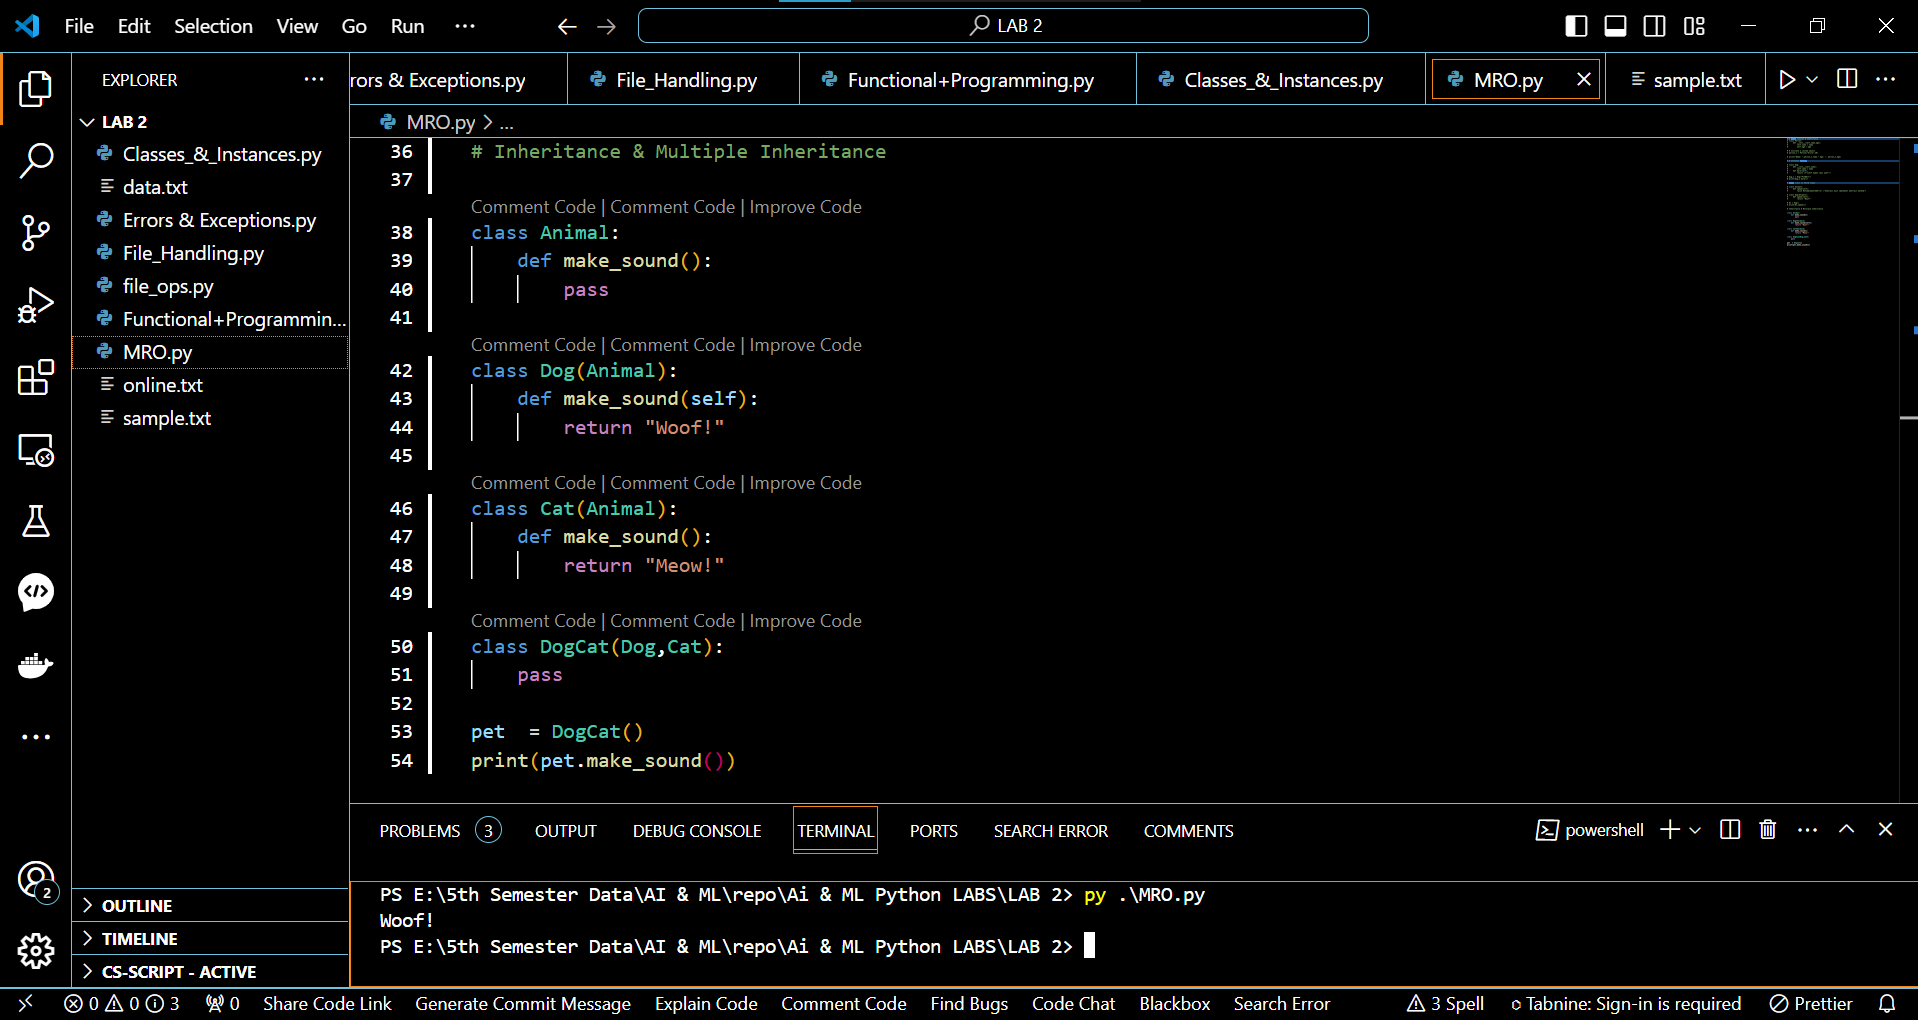 File Edit Selection View Go Run ··· LAB 2
EXPLORER ···
LAB 2
Classes_&_Instances.py
data.txt
Errors & Exceptions.py
File_Handling.py
file_ops.py
Functional+Programmin...
MRO.py
online.txt
sample.txt
OUTLINE
TIMELINE
CS-SCRIPT - ACTIVE
2
rors & Exceptions.py File_Handling.py Functional+Programming.py Classes_&_Instances.py MRO.py sample.txt
MRO.py > ...
36 # Inheritance & Multiple Inheritance
37
Comment Code | Comment Code | Improve Code
38 class Animal:
39     def make_sound():
40         pass
41
Comment Code | Comment Code | Improve Code
42 class Dog(Animal):
43     def make_sound(self):
44         return "Woof!"
45
Comment Code | Comment Code | Improve Code
46 class Cat(Animal):
47     def make_sound():
48         return "Meow!"
49
Comment Code | Comment Code | Improve Code
50 class DogCat(Dog,Cat):
51     pass
52
53 pet  = DogCat()
54 print(pet.make_sound())
PROBLEMS 3 OUTPUT DEBUG CONSOLE TERMINAL PORTS SEARCH ERROR COMMENTS powershell
PS E:\5th Semester Data\AI & ML\repo\Ai & ML Python LABS\LAB 2> py .\MRO.py
Woof!
PS E:\5th Semester Data\AI & ML\repo\Ai & ML Python LABS\LAB 2>
0 0 3 0 Share Code Link Generate Commit Message Explain Code Comment Code Find Bugs Code Chat Blackbox Search Error 3 Spell Tabnine: Sign-in is required Prettier